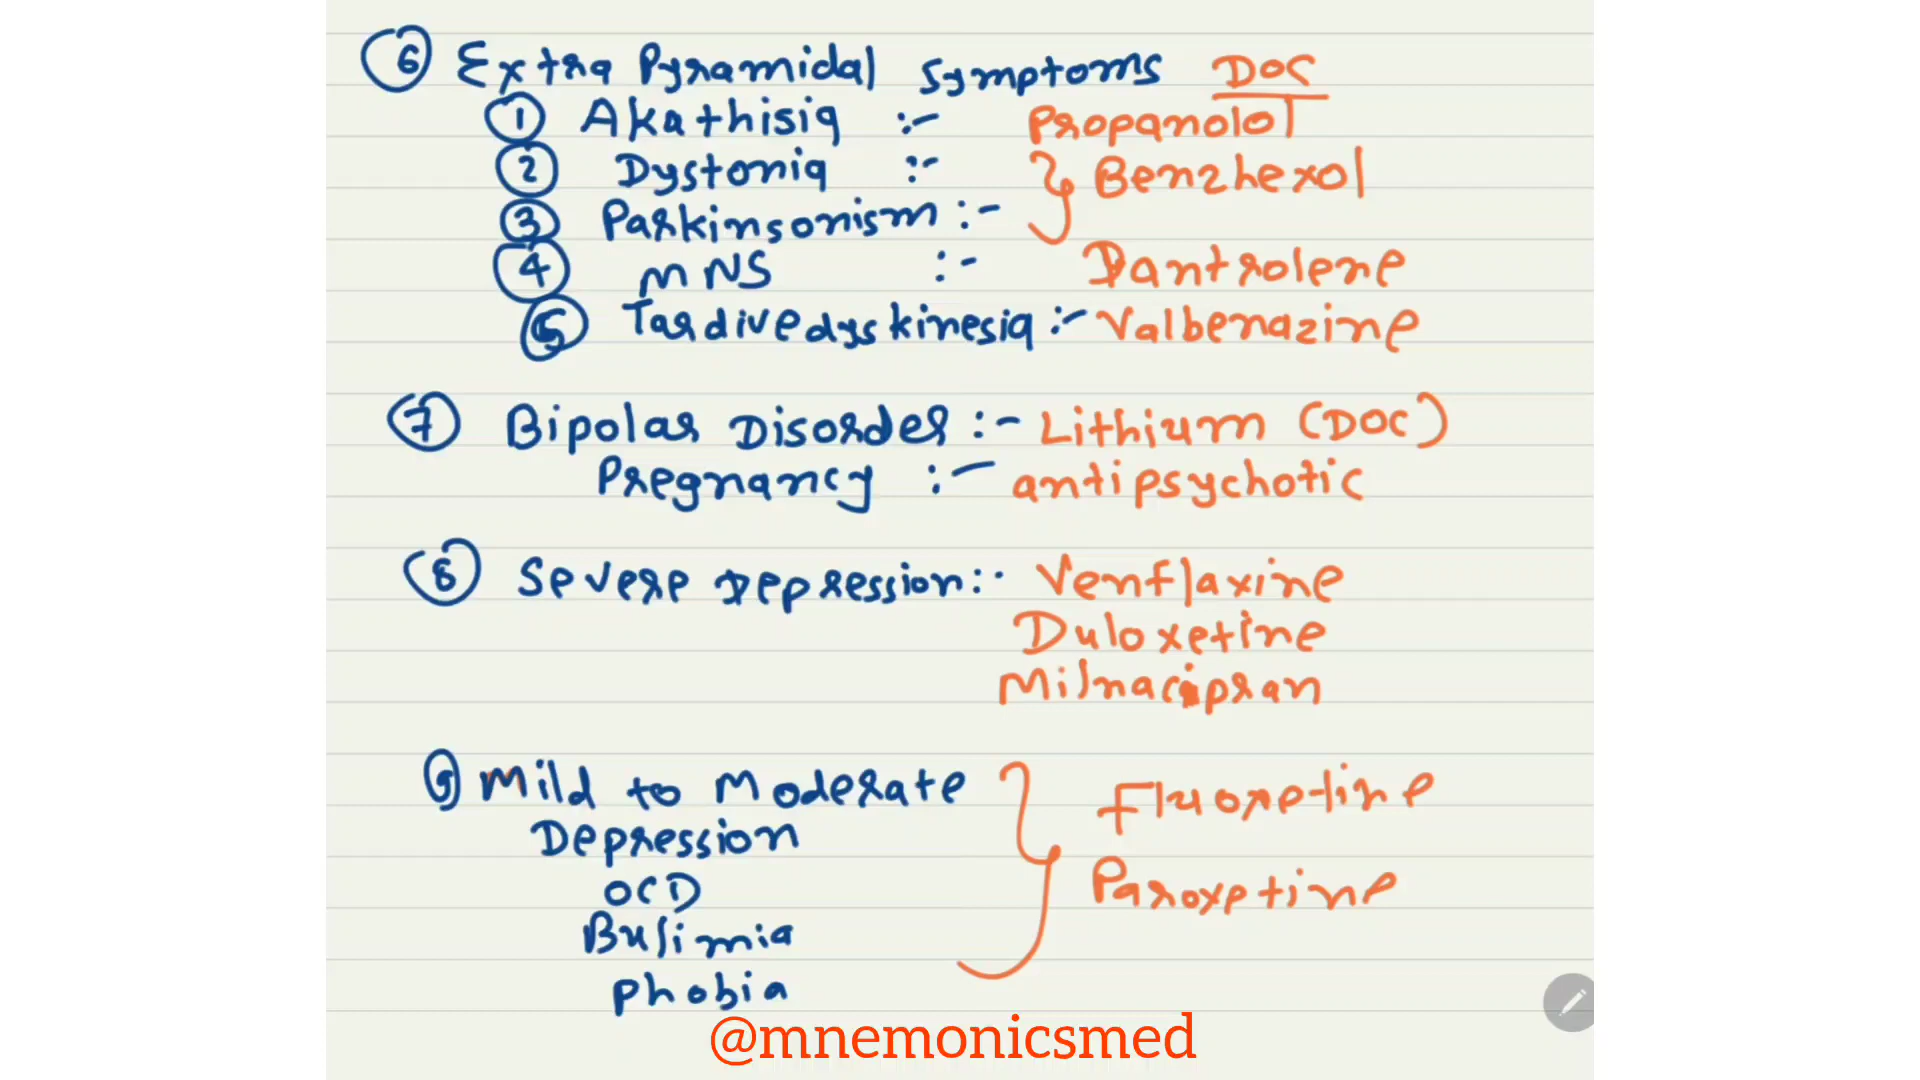 6 Extra Pyramidal Symptoms DOC
1 Akathisia :- Propanolol
2 Dystonia :- } Benzhexol
3 Parkinsonism :-
4 MNS :- Dantrolene
5 Tardive dyskinesia :- Valbenazine
7 Bipolar Disorder :- Lithium (DOC)
Pregnancy :- antipsychotic
8 Severe Depression :- Venflaxine
Duloxetine
Milnacipran
9 Mild to Moderate } Fluoxetine
Depression
OCD Paroxetine
Bulimia
Phobia
@mnemonicsmed